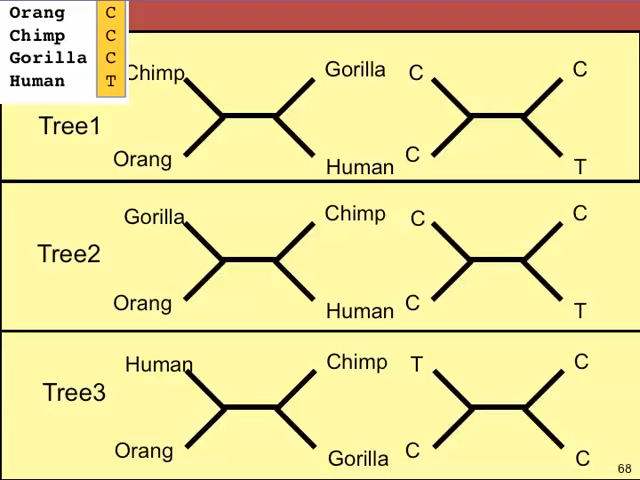 Orang C
Chimp C
Gorilla C
Human T
Chimp Gorilla C C
Tree1
Orang Human C T
Gorilla Chimp C C
Tree2
Orang Human C T
Human Chimp T C
Tree3
Orang Gorilla C C
68